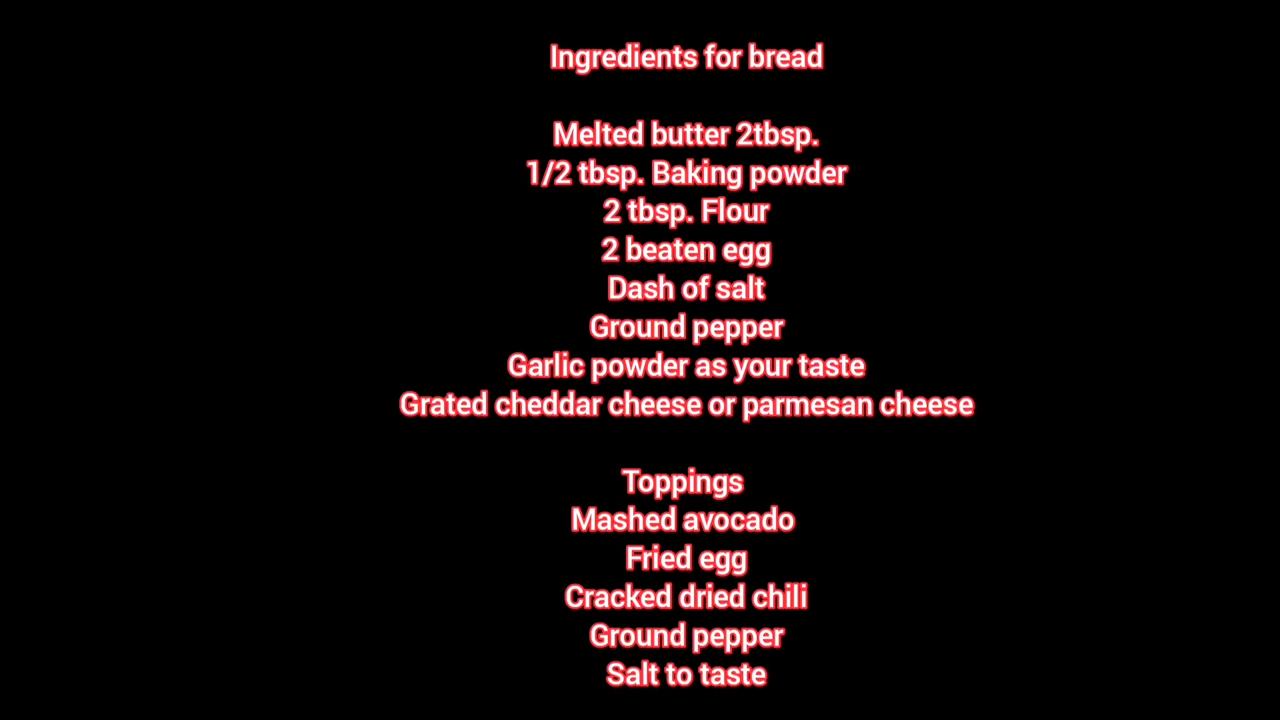 Ingredients for bread
Melted butter 2tbsp.
1/2 tbsp. Baking powder
2 tbsp. Flour
2 beaten egg
Dash of salt
Ground pepper
Garlic powder as your taste
Grated cheddar cheese or parmesan cheese
Toppings
Mashed avocado
Fried egg
Cracked dried chili
Ground pepper
Salt to taste